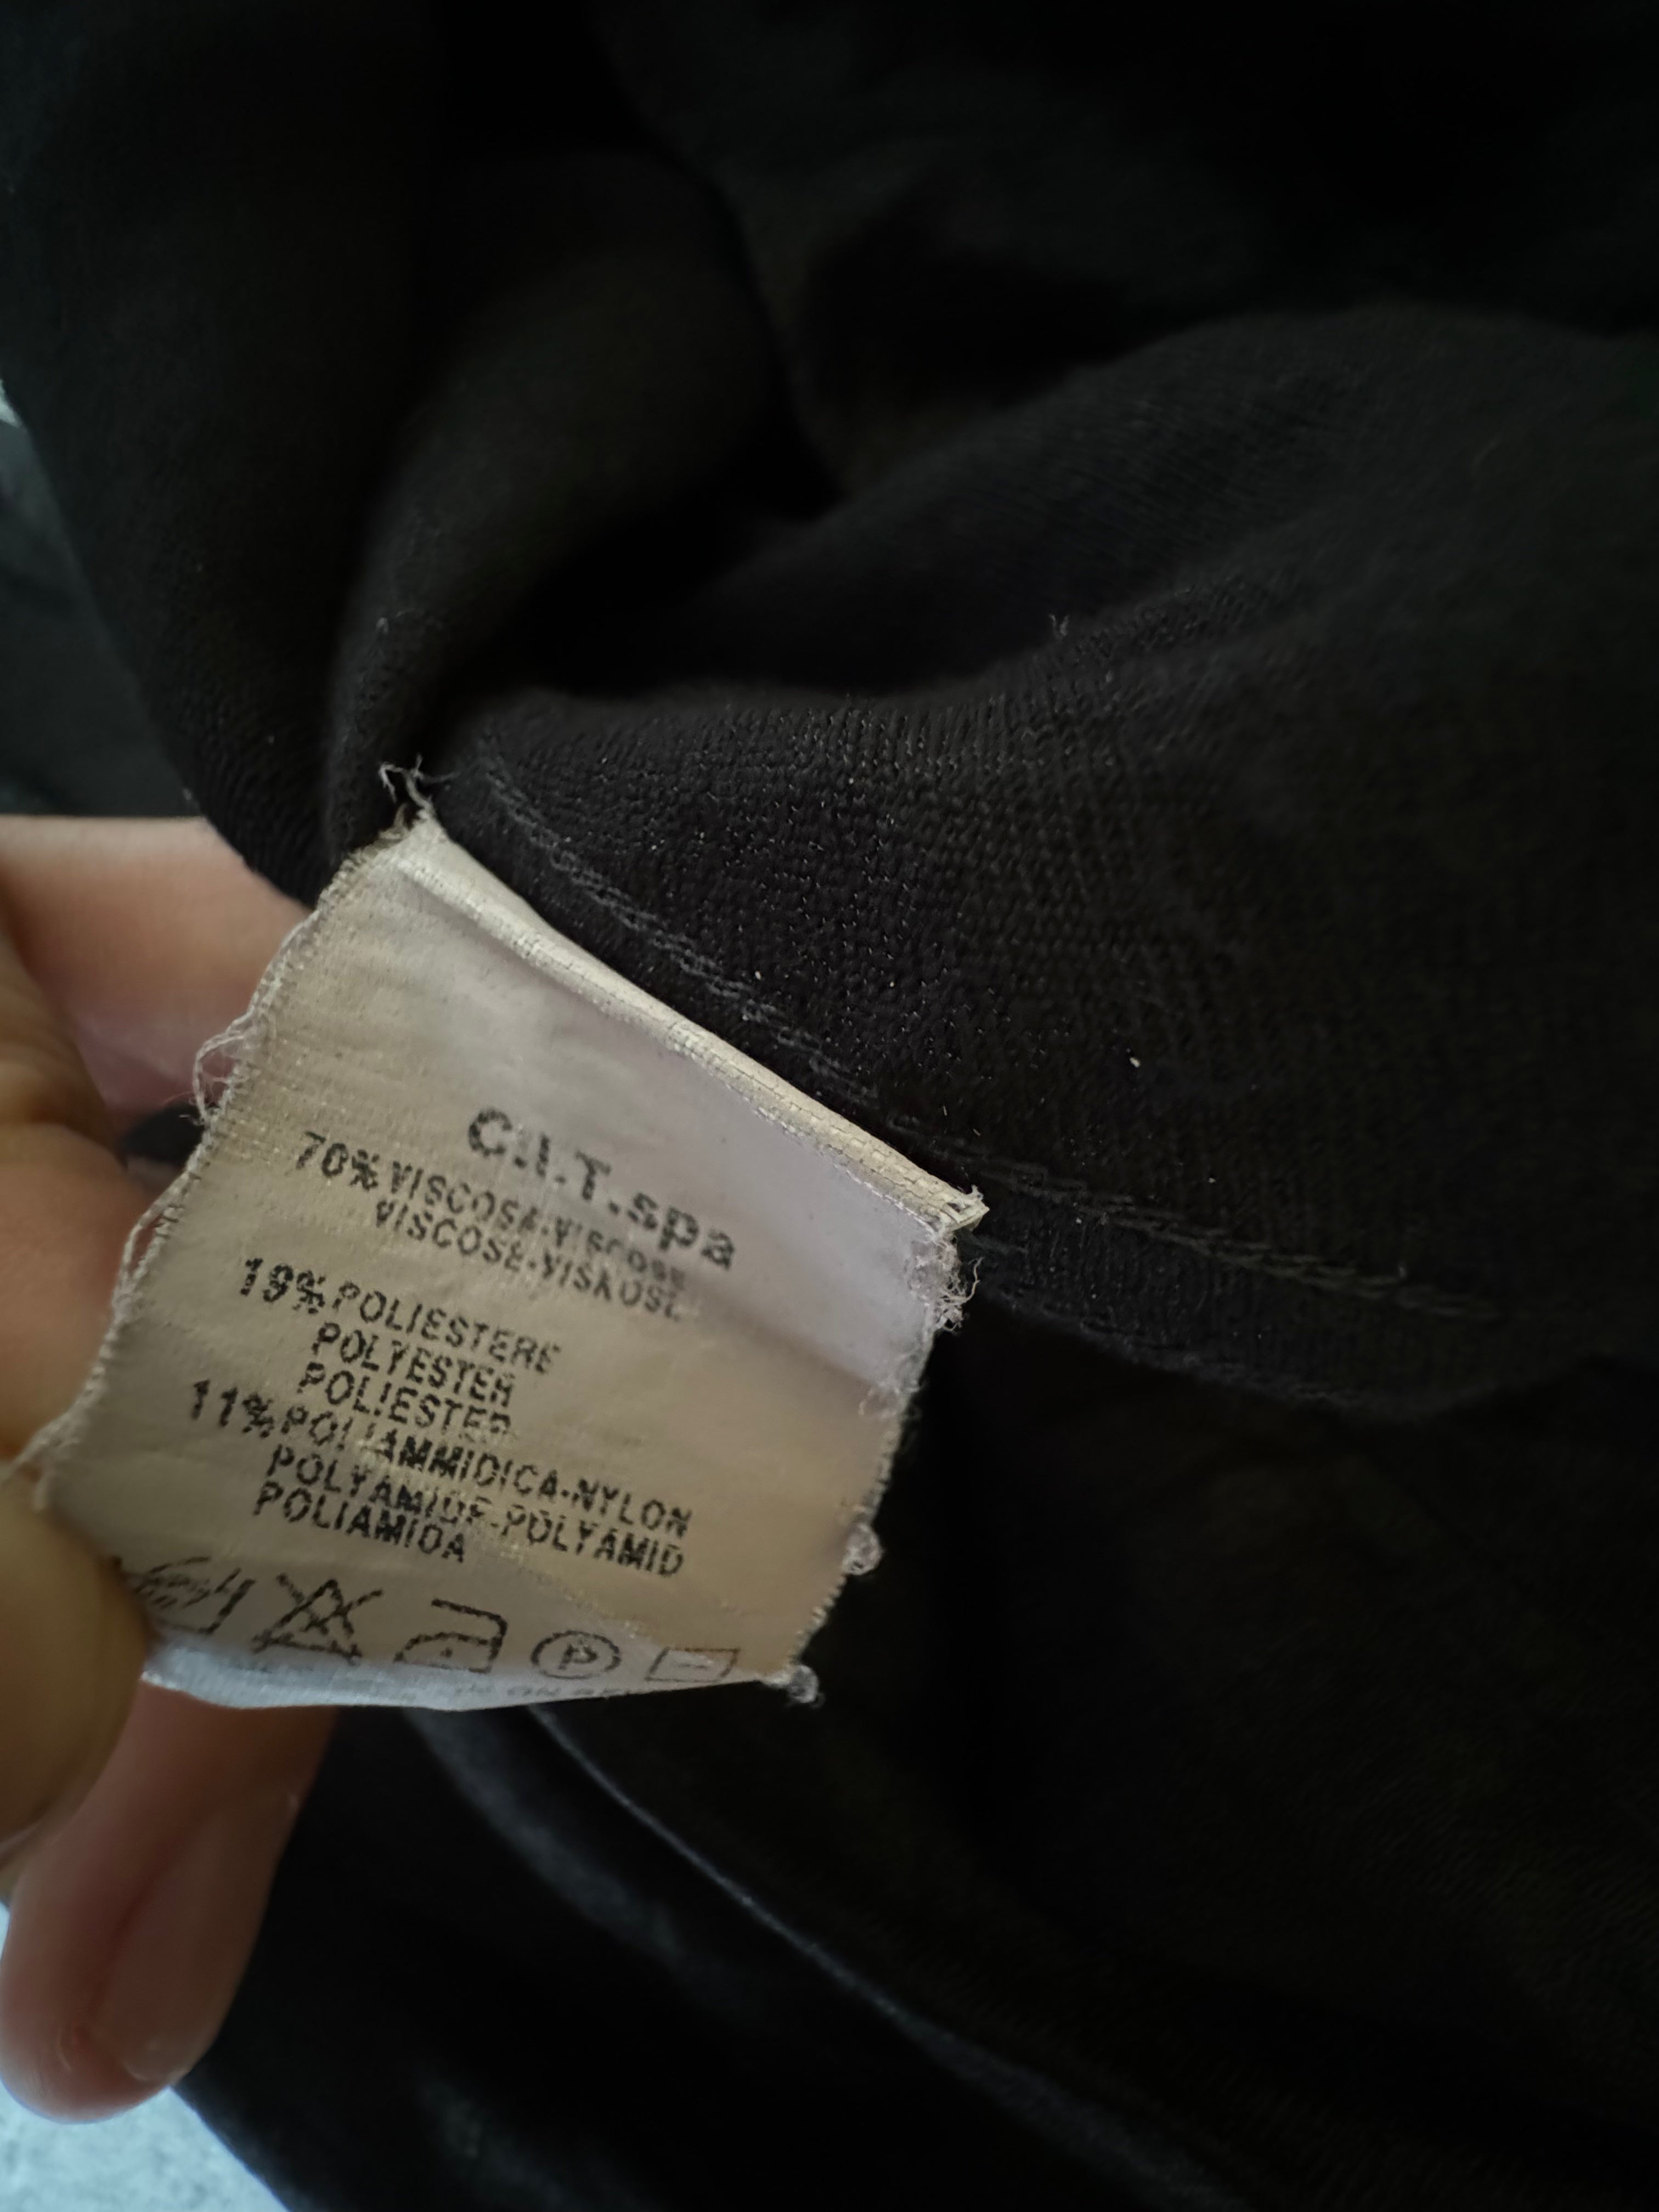 C.I.T.spa
70% VISCOSA-VISCOSE
VISCOSE-VISKOSE
19% POLIESTERE
POLYESTER
POLIESTER
11% POLIAMMIDICA-NYLON
POLYAMIDE-POLYAMID
POLIAMIDA
P